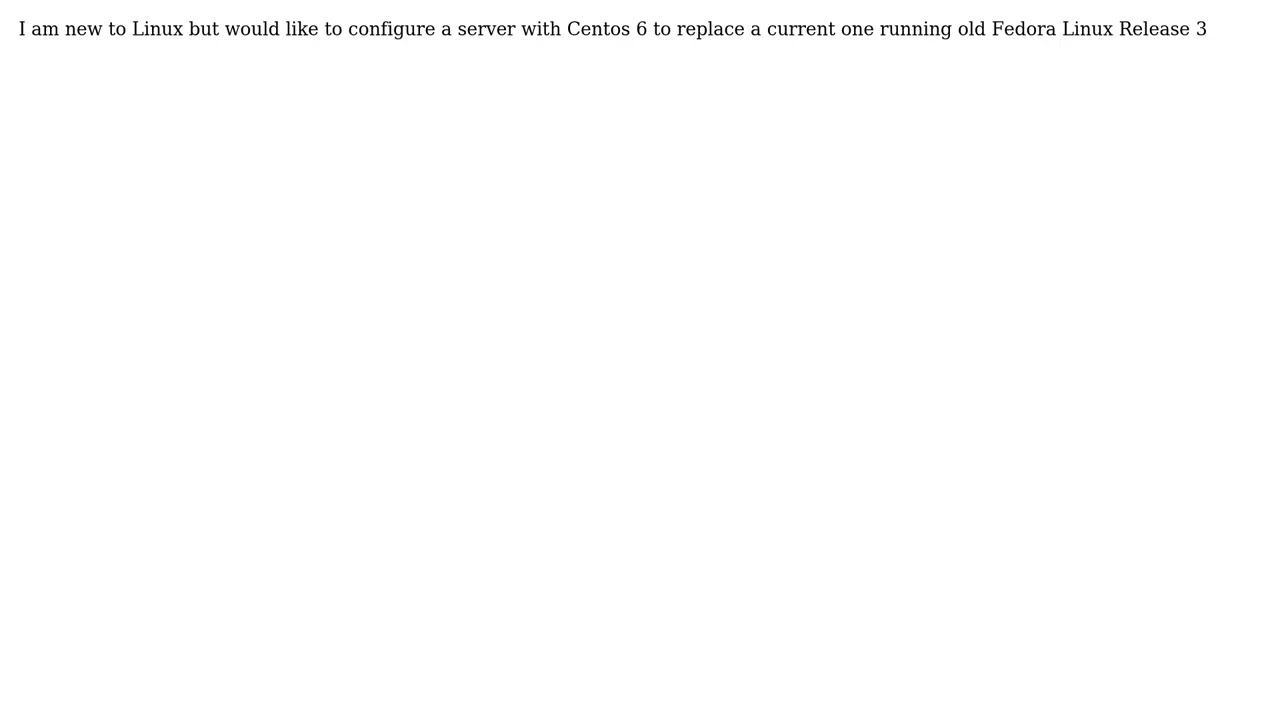 I am new to Linux but would like to configure a server with Centos 6 to replace a current one running old Fedora Linux Release 3